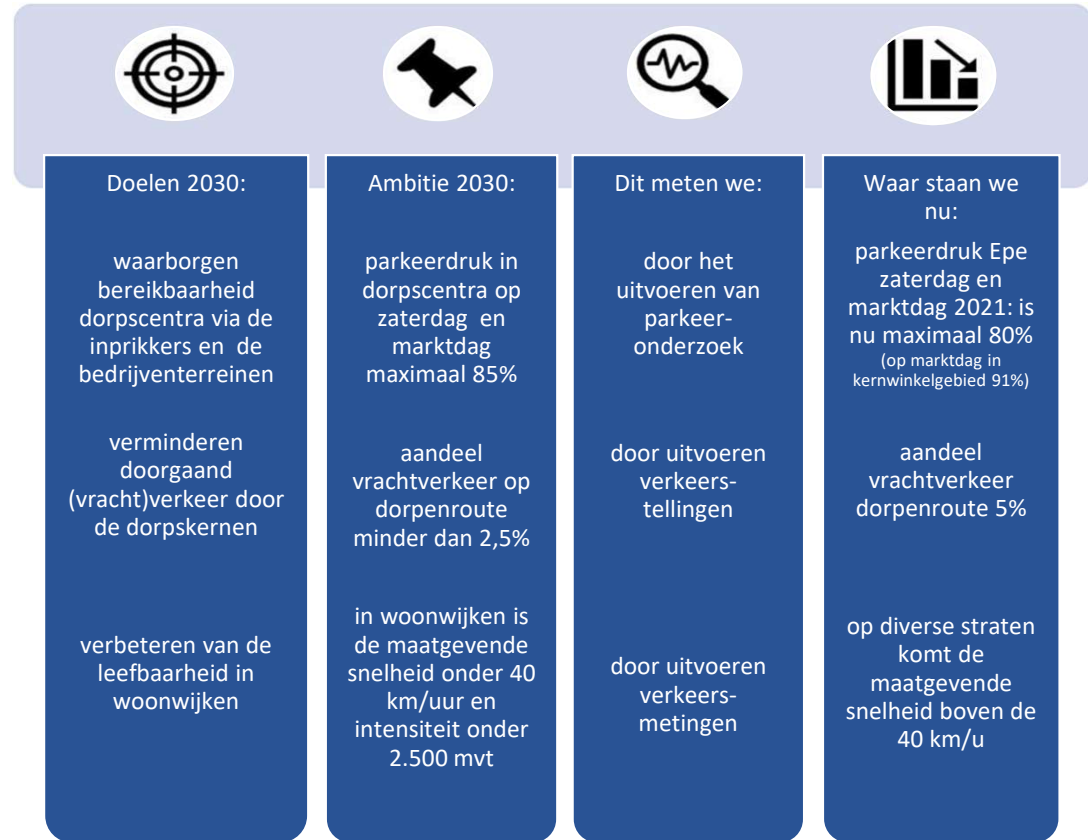 Doelen 2030:
waarborgen
bereikbaarheid
dorpscentra via de
inprikkers en de
bedrijventerreinen
verminderen
doorgaand
(vracht)verkeer door
de dorpskernen
verbeteren van de
leefbaarheid in
woonwijken
Ambitie 2030:
parkeerdruk in
dorpscentra op
zaterdag en
marktdag
maximaal 85%
aandeel
vrachtverkeer op
dorpenroute
minder dan 2,5%
in woonwijken is
de maatgevende
snelheid onder 40
km/uur en
intensiteit onder
2.500 mvt
Dit meten we:
door het
uitvoeren van
parkeer-
onderzoek
door uitvoeren
verkeers-
tellingen
door uitvoeren
verkeers-
metingen
Waar staan we
nu:
parkeerdruk Epe
zaterdag en
marktdag 2021: is
nu maximaal 80%
(op marktdag in
kernwinkelgebied 91%)
aandeel
vrachtverkeer
dorpenroute 5%
op diverse straten
komt de
maatgevende
snelheid boven de
40 km/u